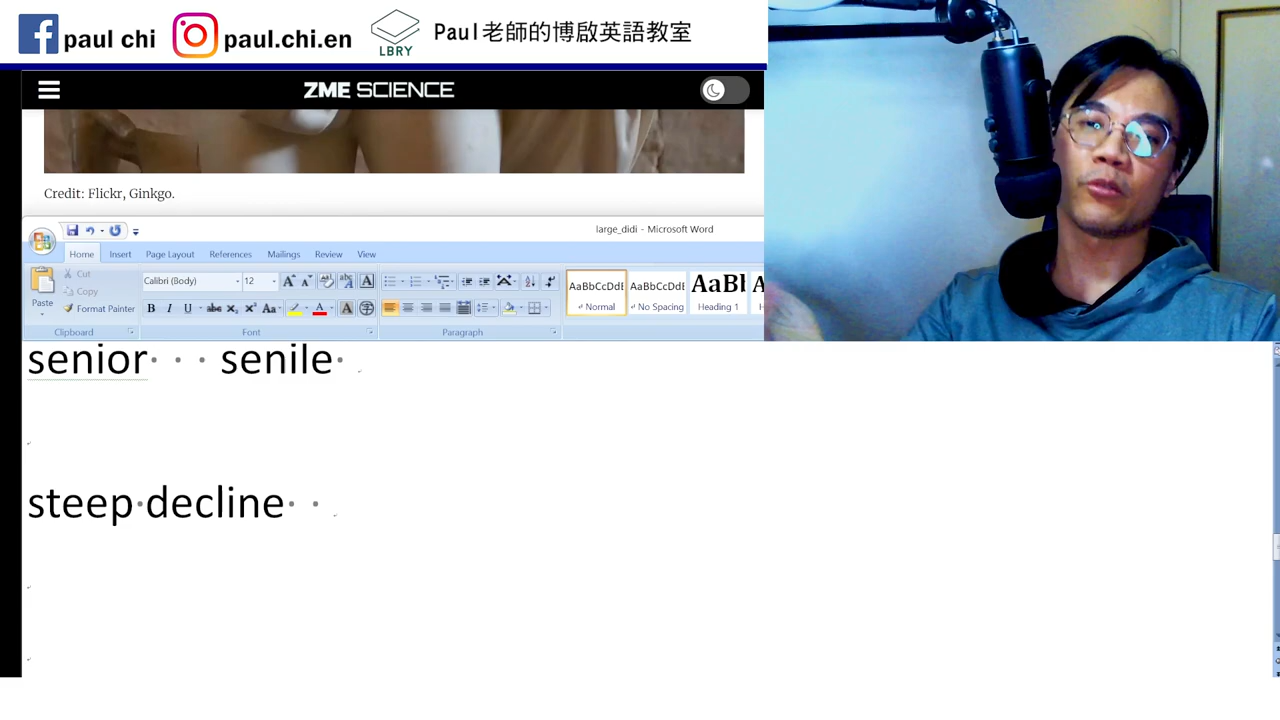 paul chi
paul.chi.en
LBRY
Paul老師的博啟英語教室
ZME SCIENCE
Credit: Flickr, Ginkgo.
large_didi - Microsoft Word
Home Insert Page Layout References Mailings Review View
Cut
Copy
Format Painter
Paste
Clipboard
Calibri (Body) 12
Font
Paragraph
AaBbCcDdE AaBbCcDdE AaBl A
Normal No Spacing Heading 1 H
senior senile
steep decline